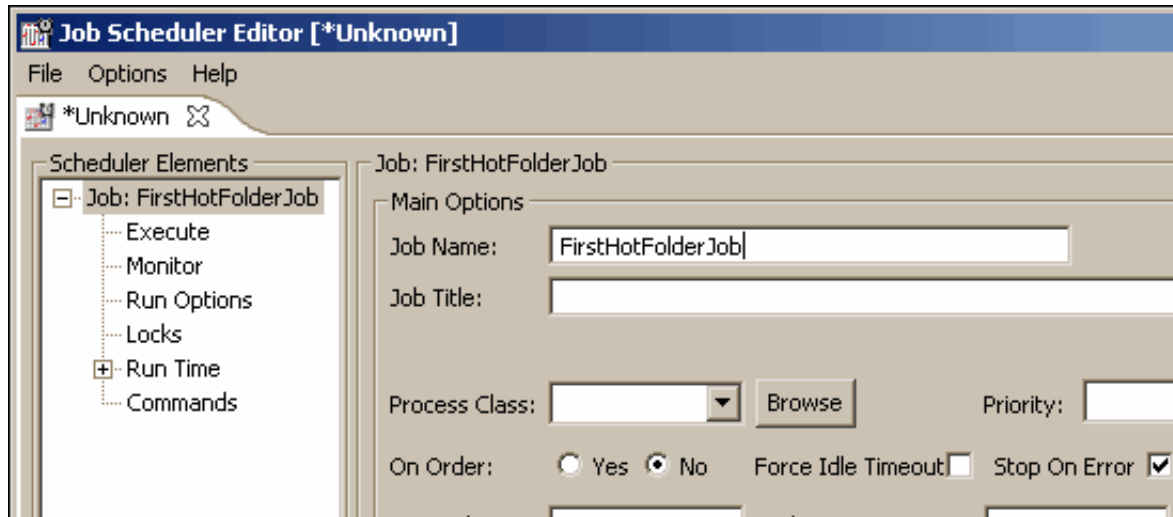 Job Scheduler Editor [*Unknown]
File Options Help
*Unknown
Scheduler Elements
Job: FirstHotFolderJob
Execute
Monitor
Run Options
Locks
Run Time
Commands
Job: FirstHotFolderJob
Main Options
Job Name: FirstHotFolderJob
Job Title:
Process Class: Browse Priority:
On Order: Yes No Force Idle Timeout Stop On Error